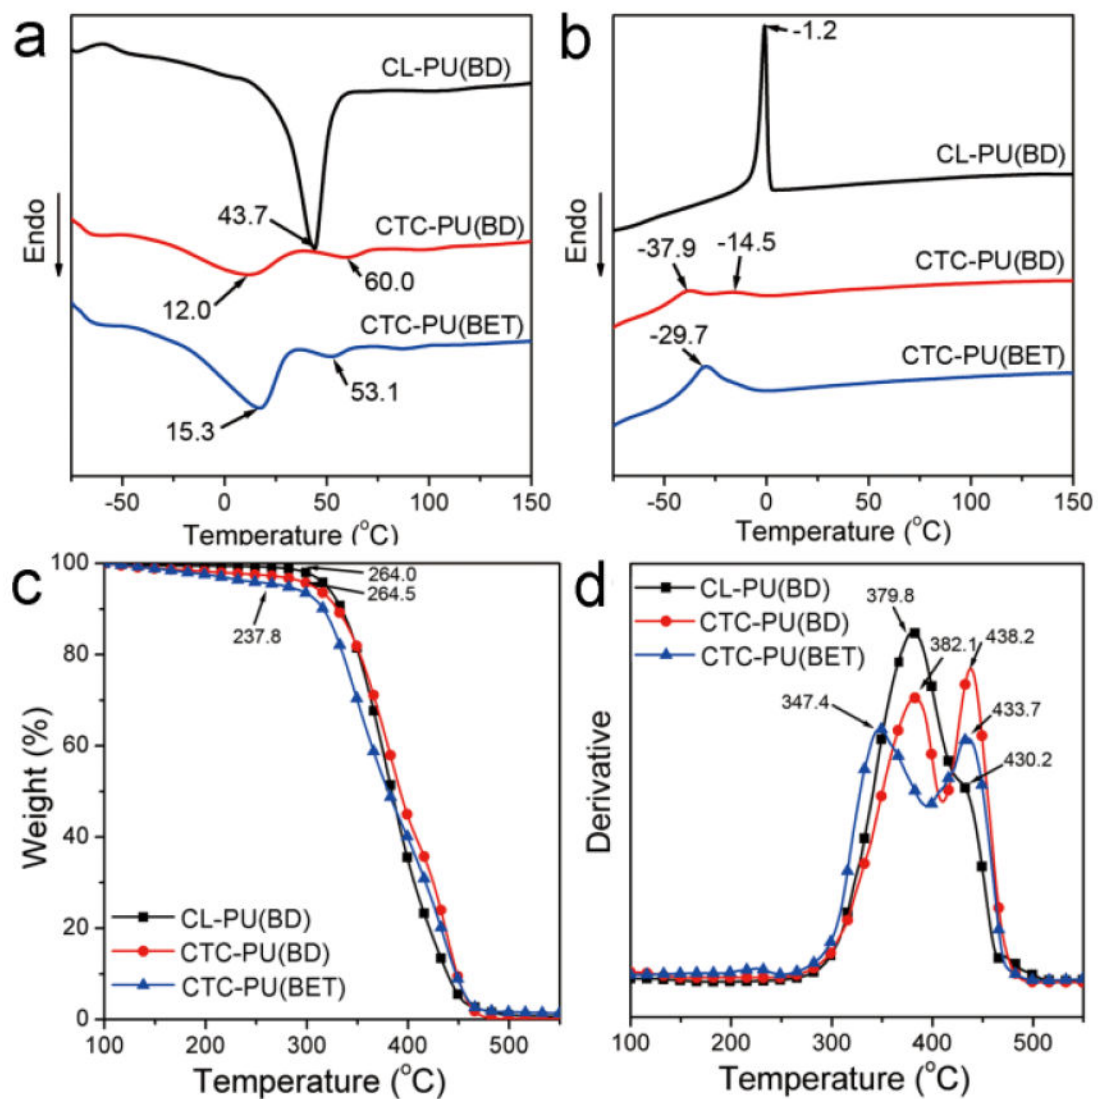 a
Endo
CL-PU(BD)
43.7
CTC-PU(BD)
12.0
60.0
CTC-PU(BET)
15.3
53.1
-50 0 50 100 150
Temperature (°C)
b
Endo
-1.2
CL-PU(BD)
-37.9
-14.5
CTC-PU(BD)
-29.7
CTC-PU(BET)
-50 0 50 100 150
Temperature (°C)
c
Weight (%)
100
80
60
40
20
0
264.0
264.5
237.8
CL-PU(BD)
CTC-PU(BD)
CTC-PU(BET)
100 200 300 400 500
Temperature (°C)
d
Derivative
CL-PU(BD)
CTC-PU(BD)
CTC-PU(BET)
379.8
382.1
438.2
347.4
433.7
430.2
100 200 300 400 500
Temperature (°C)